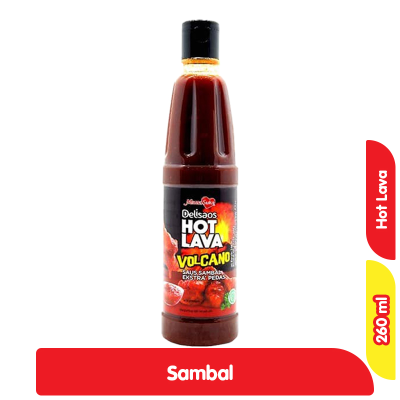 Delisaos
HOT
LAVA
VOLCANO
SAUS SAMBAL
EKSTRA PEDAS
Hot Lava
260 ml
Sambal